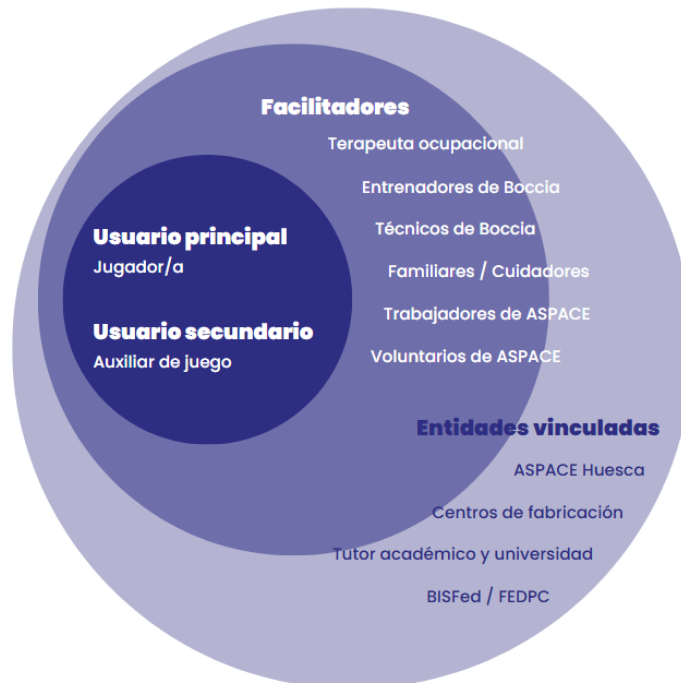 Facilitadores
Terapeuta ocupacional
Entrenadores de Boccia
Técnicos de Boccia
Familiares / Cuidadores
Trabajadores de ASPACE
Voluntarios de ASPACE
Usuario principal
Jugador/a
Usuario secundario
Auxiliar de juego
Entidades vinculadas
ASPACE Huesca
Centros de fabricación
Tutor académico y universidad
BISFed / FEDPC